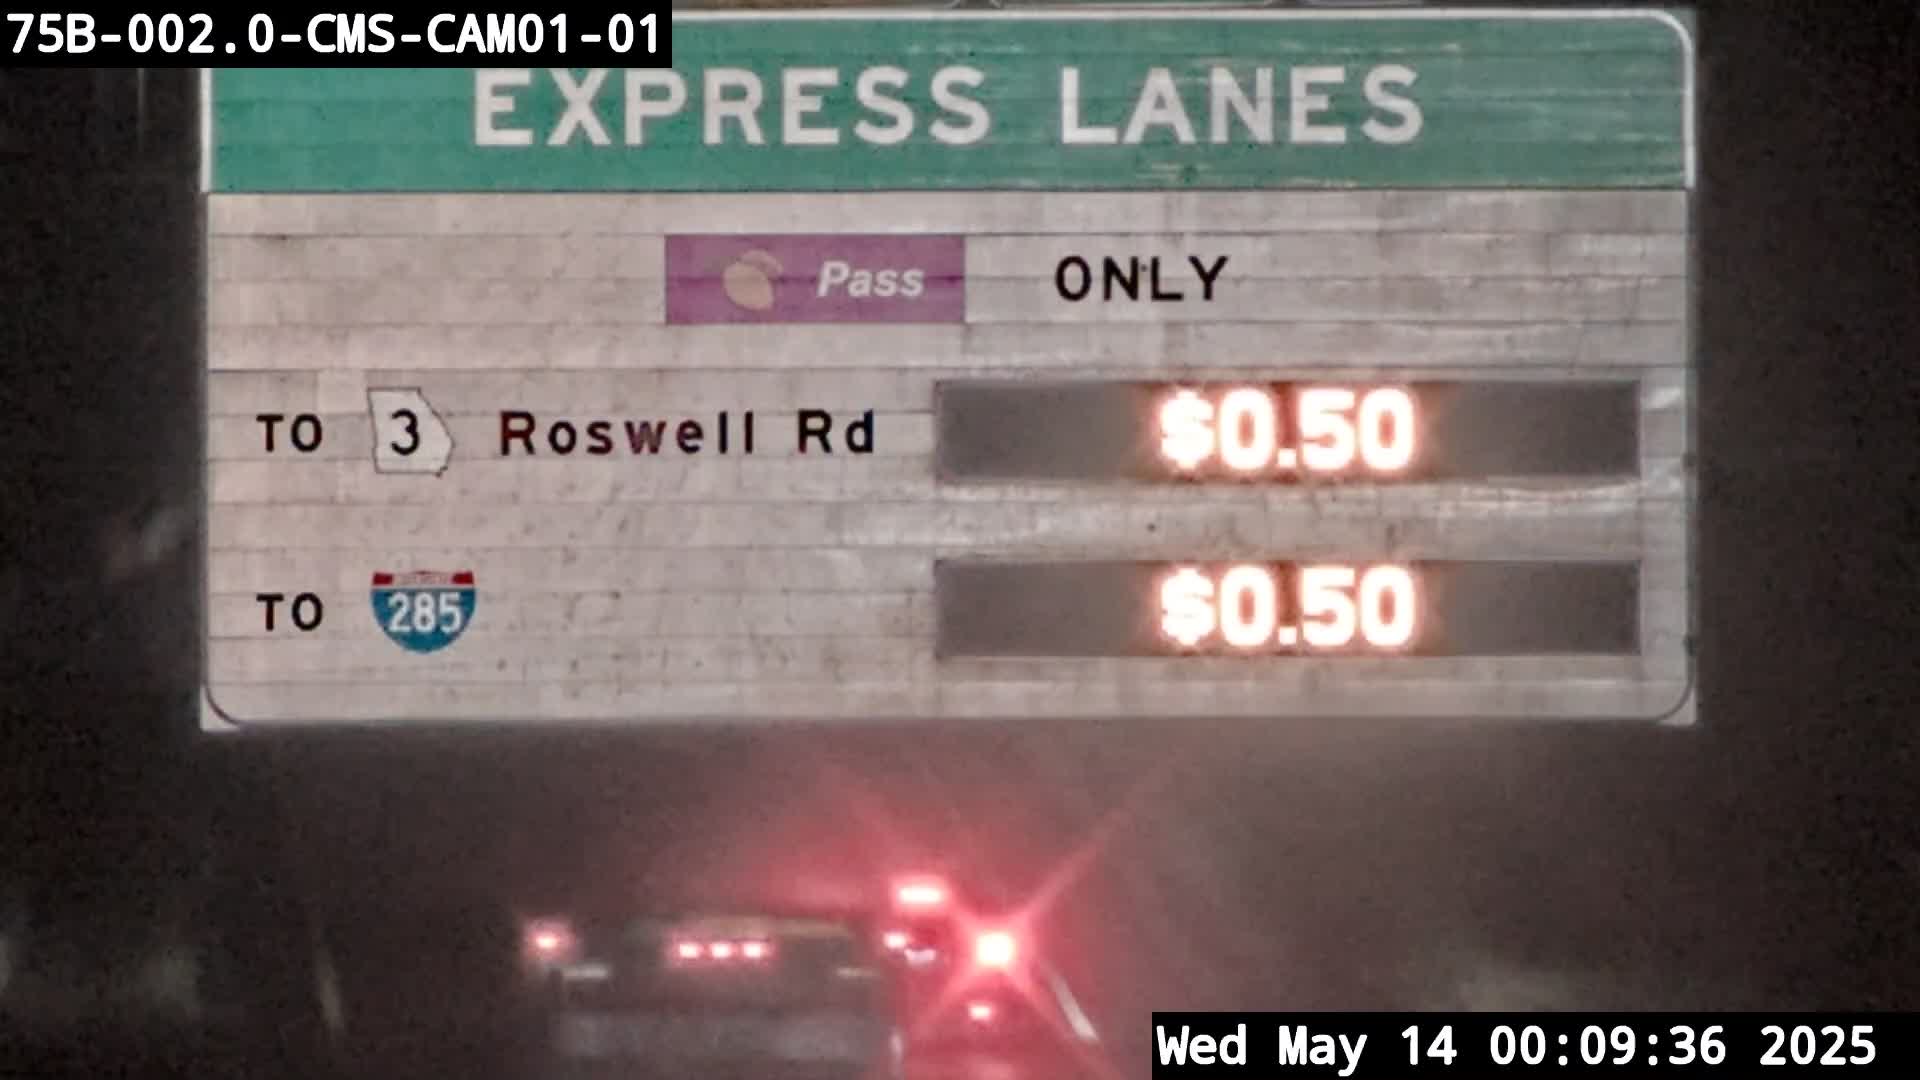 75B-002.0-CMS-CAM01-01
EXPRESS LANES
Pass ONLY
TO 3 Roswell Rd $0.50
TO 285 $0.50
Wed May 14 00:09:36 2025